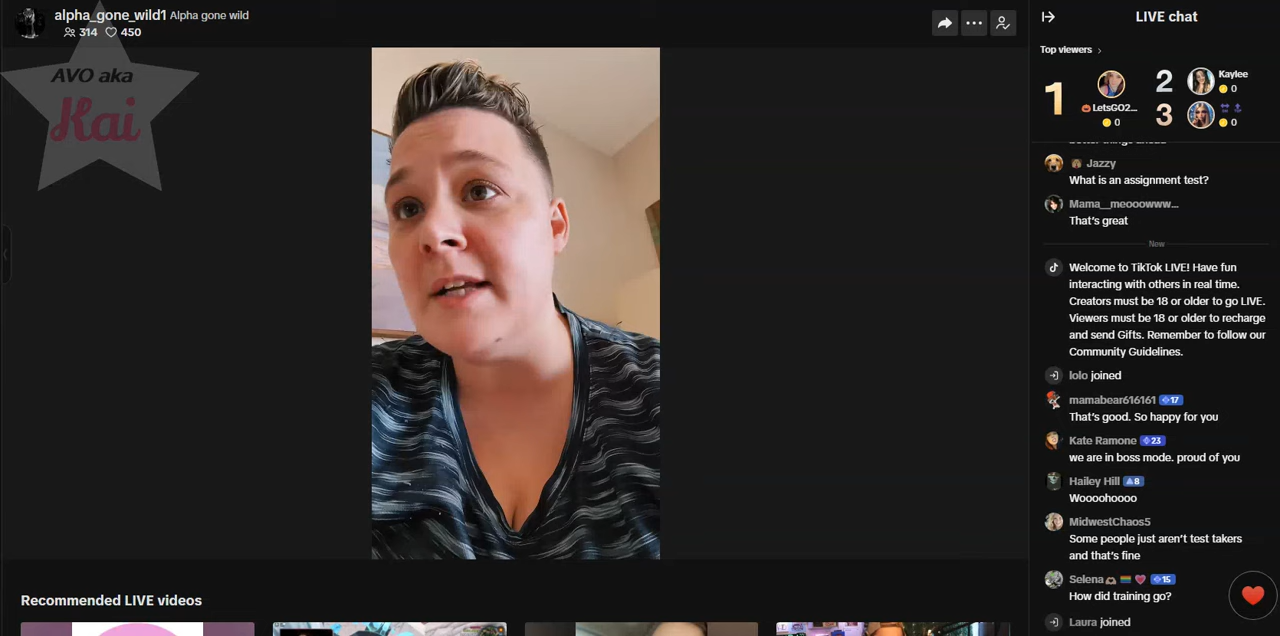 alpha_gone_wild1 Alpha gone wild
314 450
AVO aka
Kai
LIVE chat
Top viewers
1
LetsGO2...
0
2
Kaylee
0
3
0
Jazzy
What is an assignment test?
Mama__meooowww...
That's great
New
Welcome to TikTok LIVE! Have fun
interacting with others in real time.
Creators must be 18 or older to go LIVE.
Viewers must be 18 or older to recharge
and send Gifts. Remember to follow our
Community Guidelines.
lolo joined
mamabear616161 17
That's good. So happy for you
Kate Ramone 23
we are in boss mode. proud of you
Hailey Hill 8
Woooohoooo
MidwestChaos5
Some people just aren't test takers
and that's fine
Selena 15
How did training go?
Laura joined
Recommended LIVE videos